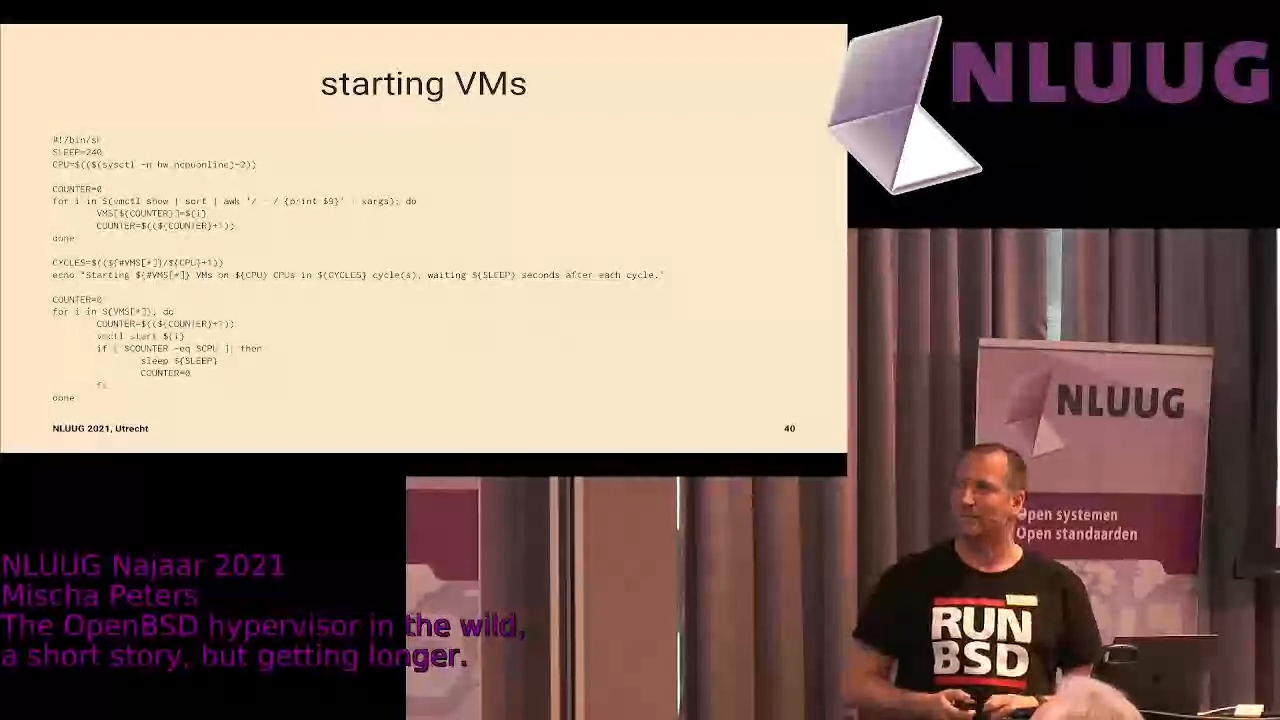 starting VMs
#!/bin/sh
SLEEP=240
CPU=$(($(sysctl -n hw.ncpuonline)-2))
COUNTER=0
for i in $(vmctl show | sort | awk '/ - / {print $9}' | xargs); do
VMS[${COUNTER}]=${i}
COUNTER=$((${COUNTER}+1))
done
CYCLES=$((${#VMS[*]}/${CPU}+1))
echo "Starting ${#VMS[*]} VMs on ${CPU} CPUs in ${CYCLES} cycle(s), waiting ${SLEEP} seconds after each cycle."
COUNTER=0
for i in ${VMS[*]}; do
COUNTER=$((${COUNTER}+1))
vmctl start ${i}
if [ $COUNTER -eq $CPU ]; then
sleep ${SLEEP}
COUNTER=0
fi
done
NLUUG 2021, Utrecht
40
NLUUG
NLUUG
Open systemen
Open standaarden
RUN
BSD
NLUUG Najaar 2021
Mischa Peters
The OpenBSD hypervisor in the wild,
a short story, but getting longer.